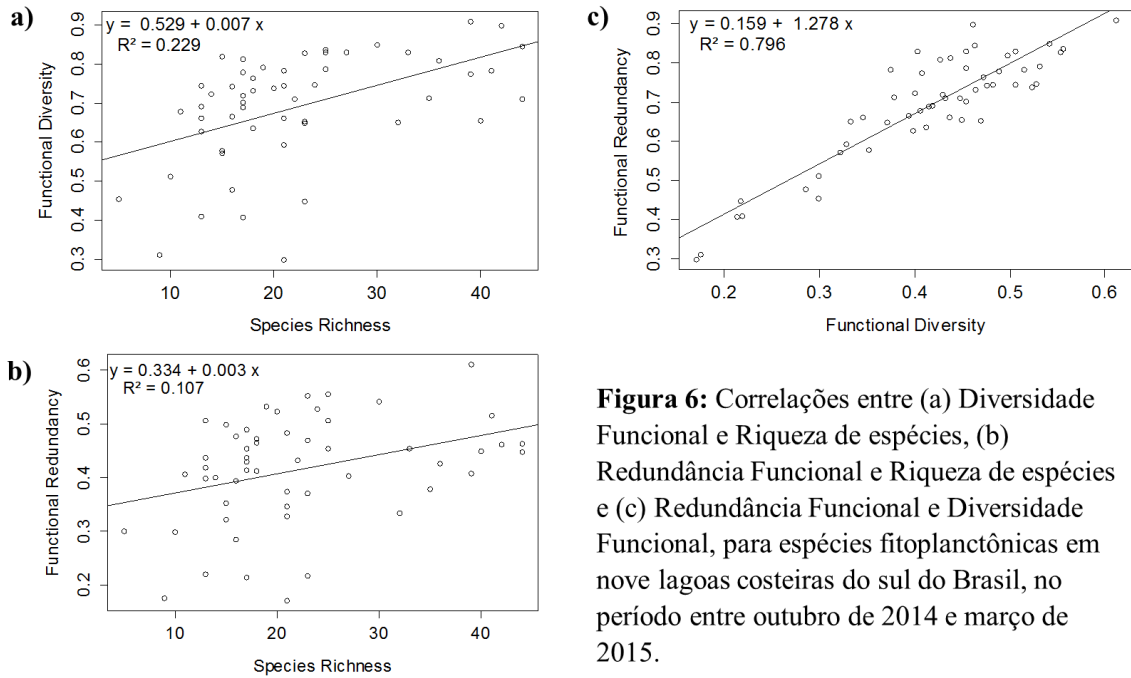 a)
y = 0.529 + 0.007 x
R² = 0.229
Functional Diversity
0.9
0.8
0.7
0.6
0.5
0.4
0.3
10 20 30 40
Species Richness
b)
y = 0.334 + 0.003 x
R² = 0.107
Functional Redundancy
0.6
0.5
0.4
0.3
0.2
10 20 30 40
Species Richness
c)
y = 0.159 + 1.278 x
R² = 0.796
Functional Redundancy
0.9
0.8
0.7
0.6
0.5
0.4
0.3
0.2 0.3 0.4 0.5 0.6
Functional Diversity
Figura 6: Correlações entre (a) Diversidade
Funcional e Riqueza de espécies, (b)
Redundância Funcional e Riqueza de espécies
e (c) Redundância Funcional e Diversidade
Funcional, para espécies fitoplanctônicas em
nove lagoas costeiras do sul do Brasil, no
período entre outubro de 2014 e março de
2015.